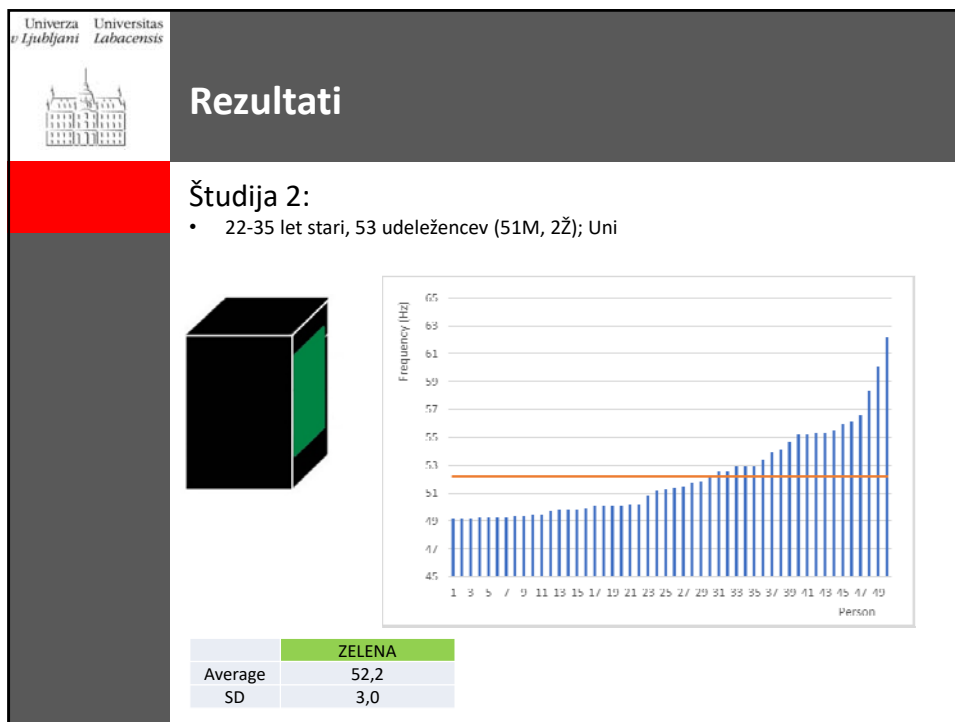 Univerza Universitas
v Ljubljani Labacensis
Rezultati
Študija 2:
• 22-35 let stari, 53 udeležencev (51M, 2Ž); Uni
Frequency (Hz)
65
63
61
59
57
55
53
51
49
47
45
1 3 5 7 9 11 13 15 17 19 21 23 25 27 29 31 33 35 37 39 41 43 45 47 49
Person
ZELENA
Average 52,2
SD 3,0